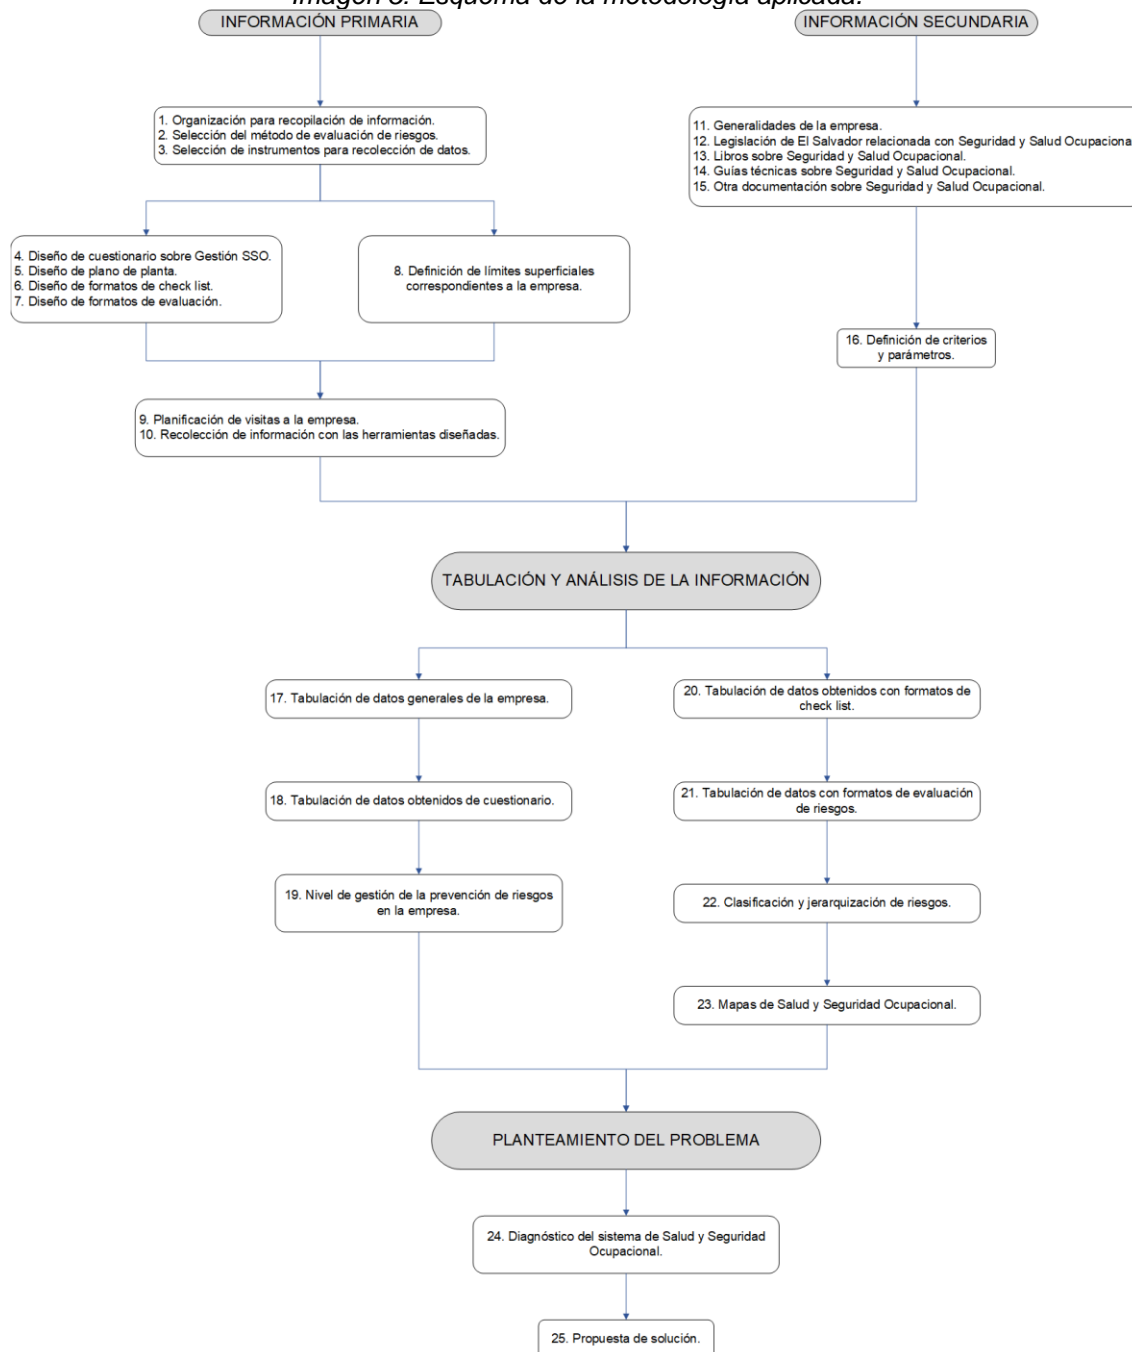 Imagen 3. Esquema de la metodología aplicada.
INFORMACIÓN PRIMARIA
INFORMACIÓN SECUNDARIA
1. Organización para recopilación de información.
2. Selección del método de evaluación de riesgos.
3. Selección de instrumentos para recolección de datos.
11. Generalidades de la empresa.
12. Legislación de El Salvador relacionada con Seguridad y Salud Ocupaciona
13. Libros sobre Seguridad y Salud Ocupacional.
14. Guías técnicas sobre Seguridad y Salud Ocupacional.
15. Otra documentación sobre Seguridad y Salud Ocupacional.
4. Diseño de cuestionario sobre Gestión SSO.
5. Diseño de plano de planta.
6. Diseño de formatos de check list.
7. Diseño de formatos de evaluación.
8. Definición de límites superficiales
correspondientes a la empresa.
16. Definición de criterios
y parámetros.
9. Planificación de visitas a la empresa.
10. Recolección de información con las herramientas diseñadas.
TABULACIÓN Y ANÁLISIS DE LA INFORMACIÓN
17. Tabulación de datos generales de la empresa.
20. Tabulación de datos obtenidos con formatos de
check list.
18. Tabulación de datos obtenidos de cuestionario.
21. Tabulación de datos con formatos de evaluación
de riesgos.
19. Nivel de gestión de la prevención de riesgos
en la empresa.
22. Clasificación y jerarquización de riesgos.
23. Mapas de Salud y Seguridad Ocupacional.
PLANTEAMIENTO DEL PROBLEMA
24. Diagnóstico del sistema de Salud y Seguridad
Ocupacional.
25. Propuesta de solución.